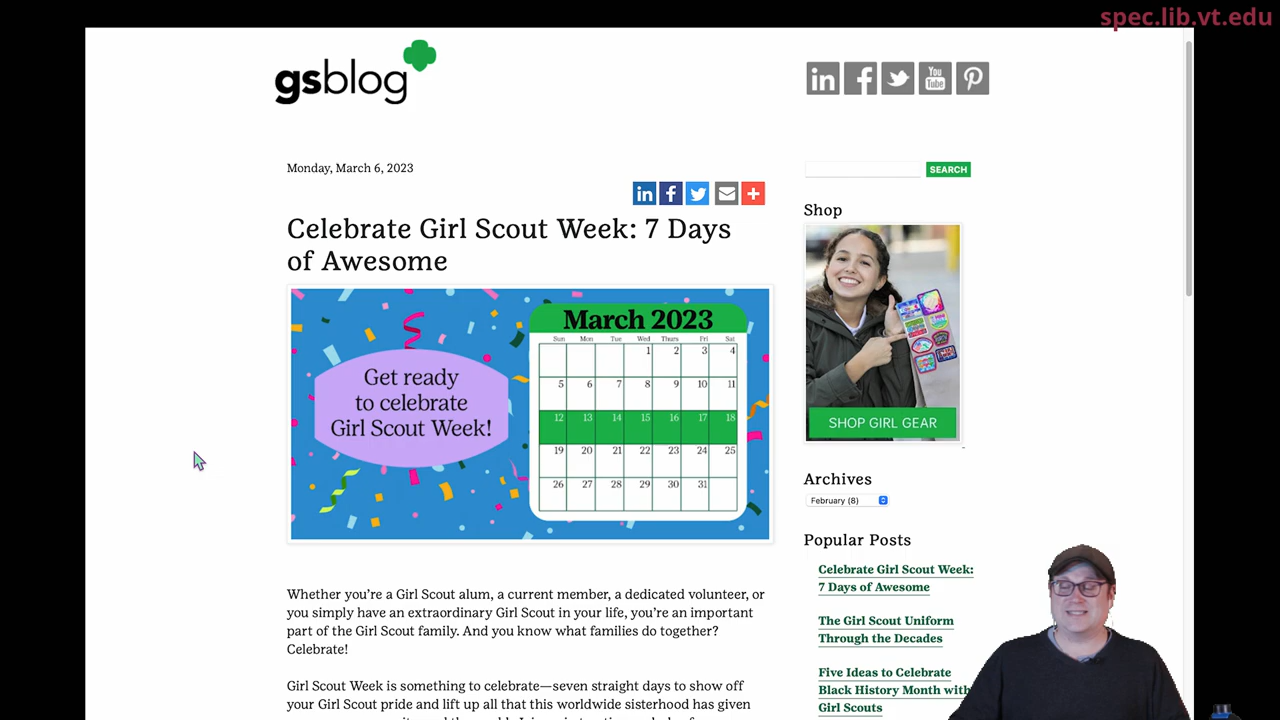 spec.lib.vt.edu
gsblog
in f You Tube
Monday, March 6, 2023
SEARCH
in f +
Celebrate Girl Scout Week: 7 Days
of Awesome
Shop
March 2023
Sun Mon Tue Wed Thurs Fri Sat
1 2 3 4
5 6 7 8 9 10 11
12 13 14 15 16 17 18
19 20 21 22 23 24 25
26 27 28 29 30 31
Get ready
to celebrate
Girl Scout Week!
SHOP GIRL GEAR
Archives
February (8)
Popular Posts
Celebrate Girl Scout Week:
7 Days of Awesome
The Girl Scout Uniform
Through the Decades
Five Ideas to Celebrate
Black History Month with
Girl Scouts
Whether you’re a Girl Scout alum, a current member, a dedicated volunteer, or
you simply have an extraordinary Girl Scout in your life, you’re an important
part of the Girl Scout family. And you know what families do together?
Celebrate!
Girl Scout Week is something to celebrate—seven straight days to show off
your Girl Scout pride and lift up all that this worldwide sisterhood has given